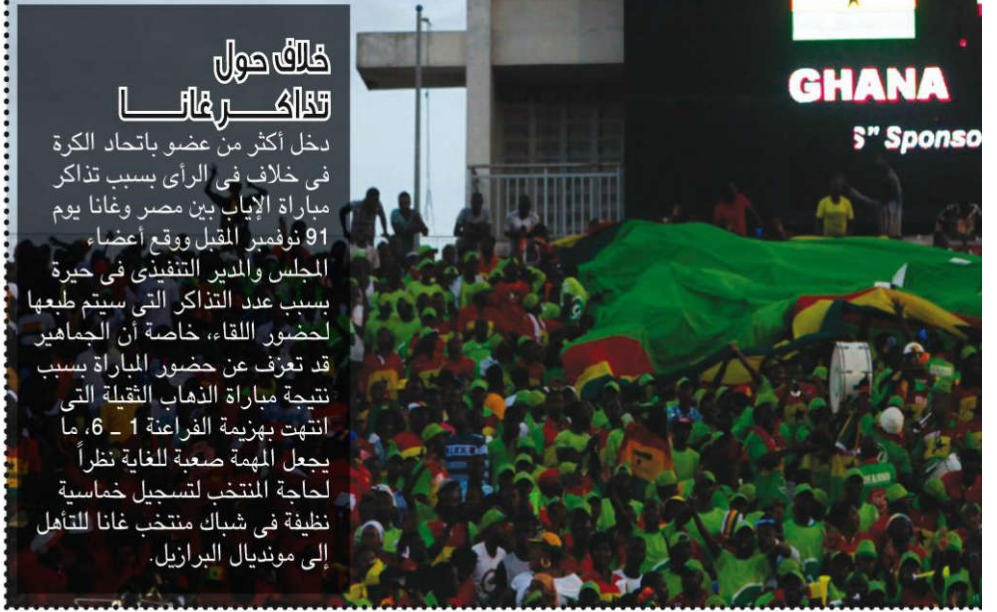 خلاف حول
تذاكــر غانــا
دخل أكثر من عضو باتحاد الكرة
فى خلاف فى الرأى بسبب تذاكر
مباراة الإياب بين مصر وغانا يوم
91 نوفمبر المقبل ووقع أعضاء
المجلس والمدير التنفيذى فى حيرة
بسبب عدد التذاكر التى سيتم طبعها
لحضور اللقاء، خاصة أن الجماهير
قد تعزف عن حضور المباراة بسبب
نتيجة مباراة الذهاب الثقيلة التى
انتهت بهزيمة الفراعنة 1 ــ 6، ما
يجعل المهمة صعبة للغاية نظراً
لحاجة المنتخب لتسجيل خماسية
نظيفة فى شباك منتخب غانا للتأهل
إلى مونديال البرازيل.
GHANA
S" Sponso